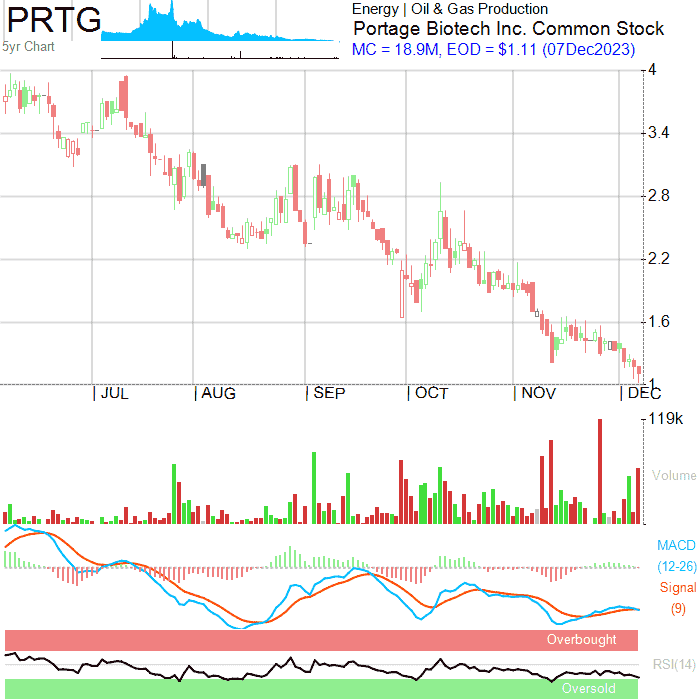 PRTG
5yr Chart
Energy | Oil & Gas Production
Portage Biotech Inc. Common Stock
MC = 18.9M, EOD = $1.11 (07Dec2023)
4
3.4
2.8
2.2
1.6
1
| JUL | AUG | SEP | OCT | NOV | DEC
119k
Volume
MACD
(12-26)
Signal
(9)
Overbought
RSI(14)
Oversold